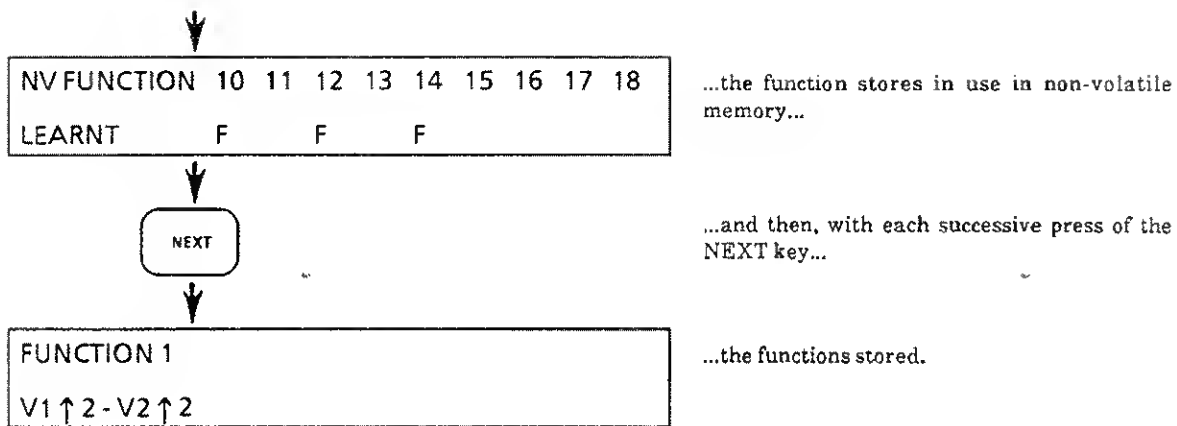 NV FUNCTION 10 11 12 13 14 15 16 17 18
LEARNT F F F
...the function stores in use in non-volatile
memory...
NEXT
...and then, with each successive press of the
NEXT key...
FUNCTION 1
V1↑2-V2↑2
...the functions stored.